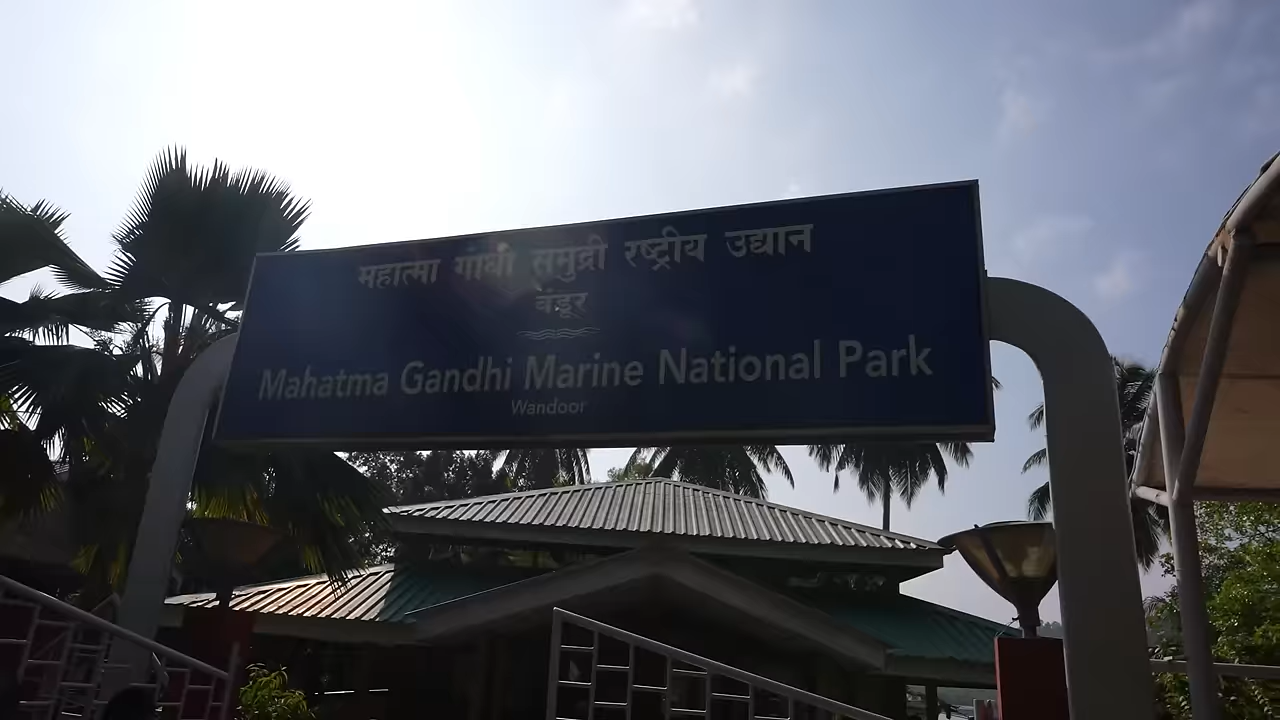 महात्मा गांधी समुद्री राष्ट्रीय उद्यान
वंडूर
Mahatma Gandhi Marine National Park
Wandoor